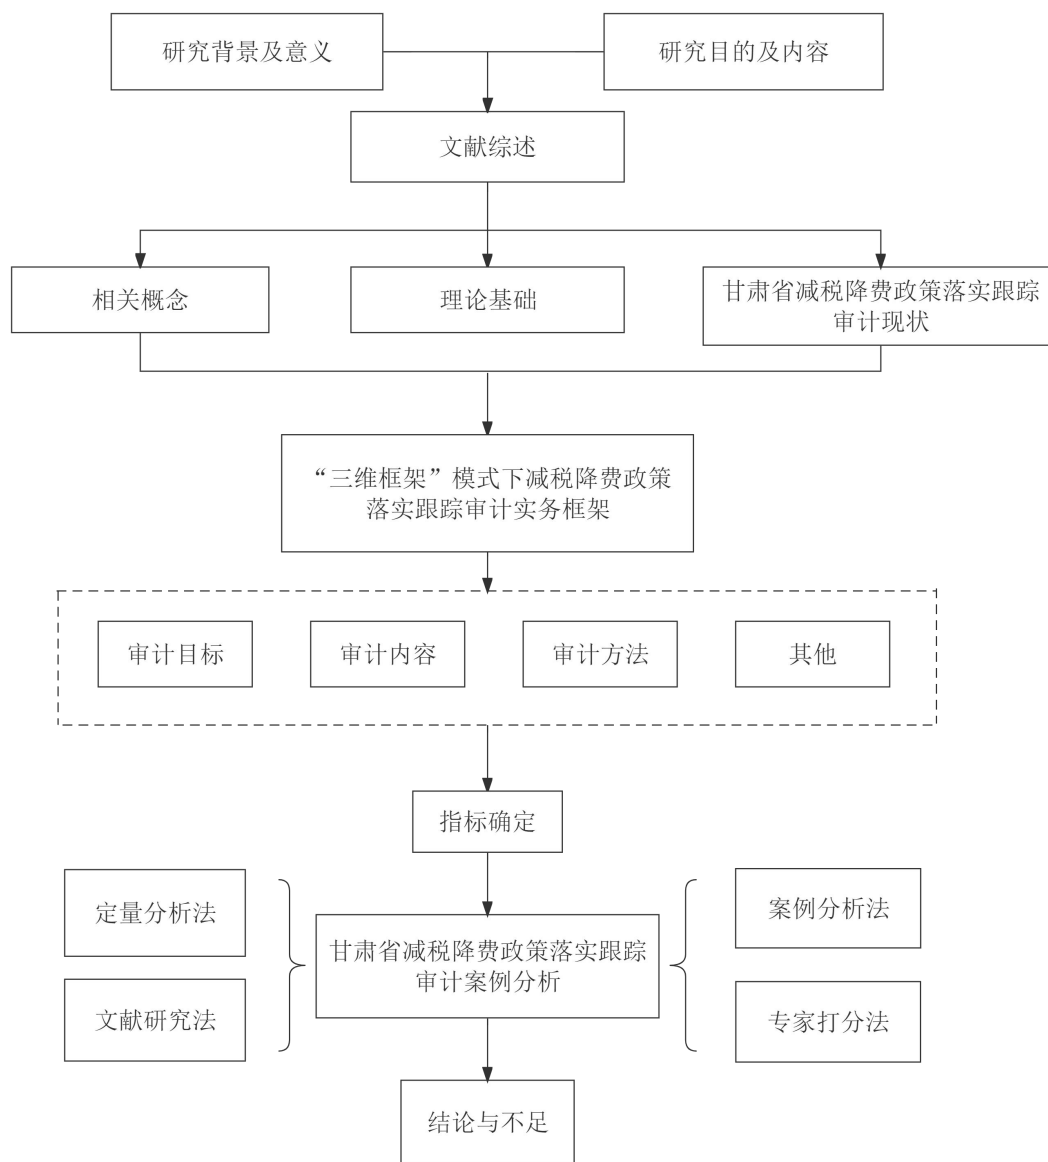 研究背景及意义
研究目的及内容
文献综述
相关概念
理论基础
甘肃省减税降费政策落实跟踪
审计现状
“三维框架”模式下减税降费政策
落实跟踪审计实务框架
审计目标
审计内容
审计方法
其他
指标确定
定量分析法
文献研究法
甘肃省减税降费政策落实跟踪
审计案例分析
案例分析法
专家打分法
结论与不足